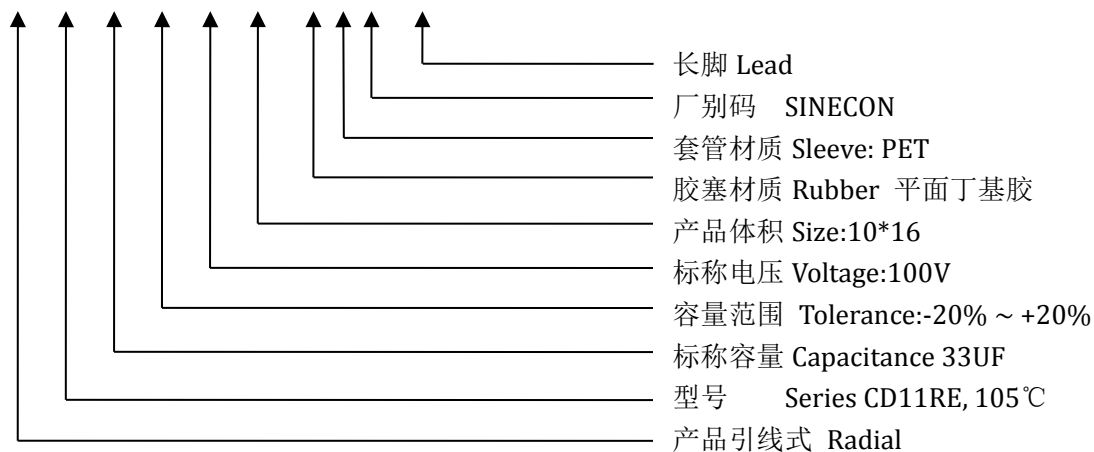 长脚 Lead
厂别码 SINECON
套管材质 Sleeve: PET
胶塞材质 Rubber 平面丁基胶
产品体积 Size:10*16
标称电压 Voltage:100V
容量范围 Tolerance:-20% ~ +20%
标称容量 Capacitance 33UF
型号 Series CD11RE, 105℃
产品引线式 Radial